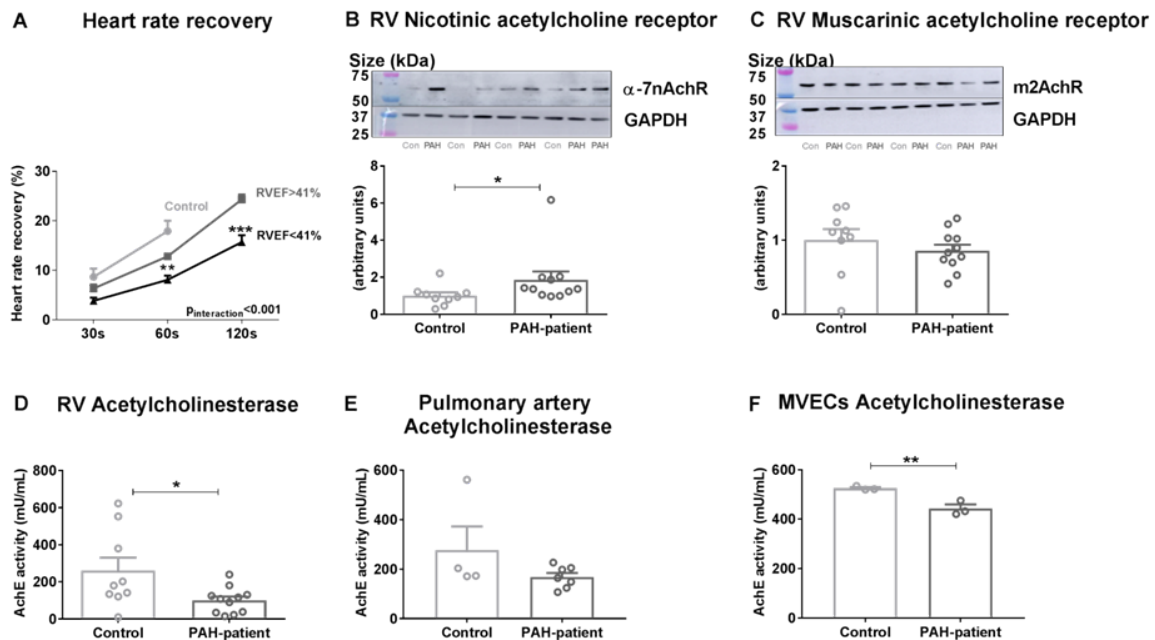 A
Heart rate recovery
Heart rate recovery (%)
30
20
10
0
30s
60s
120s
Control
RVEF>41%
RVEF<41%
**
***
pinteraction<0.001
B RV Nicotinic acetylcholine receptor
Size (kDa)
75
50
37
25
α-7nAchR
GAPDH
Con PAH Con PAH Con PAH Con PAH PAH
(arbitrary units)
8
6
4
2
0
*
Control
PAH-patient
C RV Muscarinic acetylcholine receptor
Size (kDa)
75
50
37
25
m2AchR
GAPDH
Con PAH Con PAH Con PAH Con PAH PAH
(arbitrary units)
2
1
0
Control
PAH-patient
D RV Acetylcholinesterase
AchE activity (mU/mL)
800
600
400
200
0
*
Control
PAH-patient
E Pulmonary artery
Acetylcholinesterase
AchE activity (mU/mL)
600
400
200
0
Control
PAH-patient
F MVECs Acetylcholinesterase
AchE activity (mU/mL)
600
400
200
0
**
Control
PAH-patient